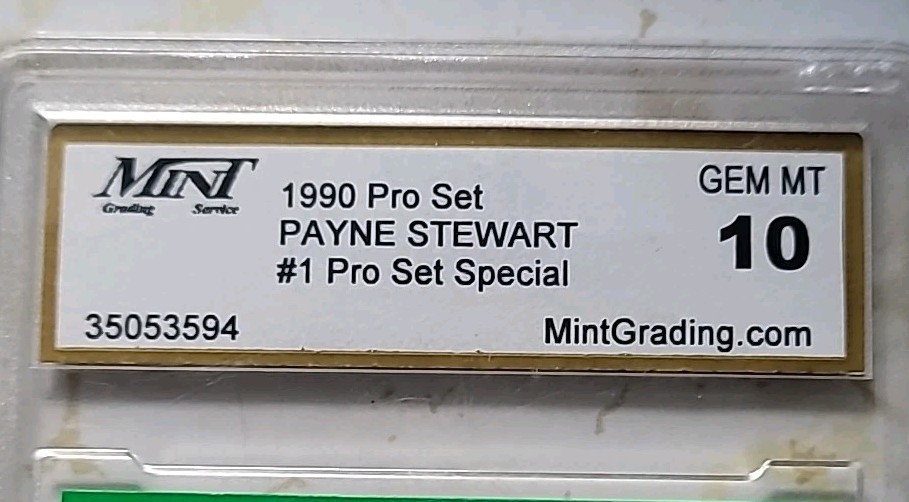 MINT
Grading Service
1990 Pro Set
PAYNE STEWART
#1 Pro Set Special
GEM MT
10
35053594
MintGrading.com